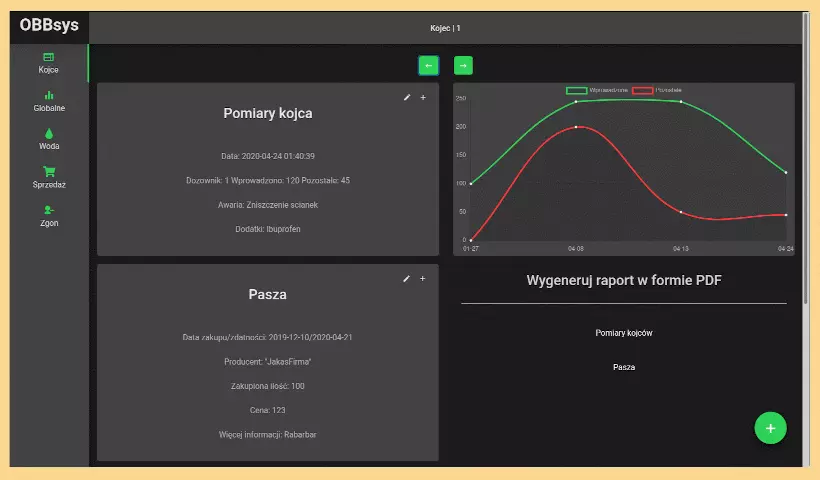 OBBsys
Kojec | 1
Kojce
Globalne
Woda
Sprzedaż
Zgon
← →
Pomiary kojca
Data: 2020-04-24 01:40:39
Dozownik: 1 Wprowadzono: 120 Pozostałe: 45
Awaria: Zniszczenie scianek
Dodatki: Ibuprofen
Wprowadzone Pozostałe
250
200
150
100
50
0
01-27 04-08 04-13 04-24
Pasza
Data zakupu/zdatności: 2019-12-10/2020-04-21
Producent: "JakasFirma"
Zakupiona ilość: 100
Cena: 123
Więcej informacji: Rabarbar
Wygeneruj raport w formie PDF
Pomiary kojców
Pasza